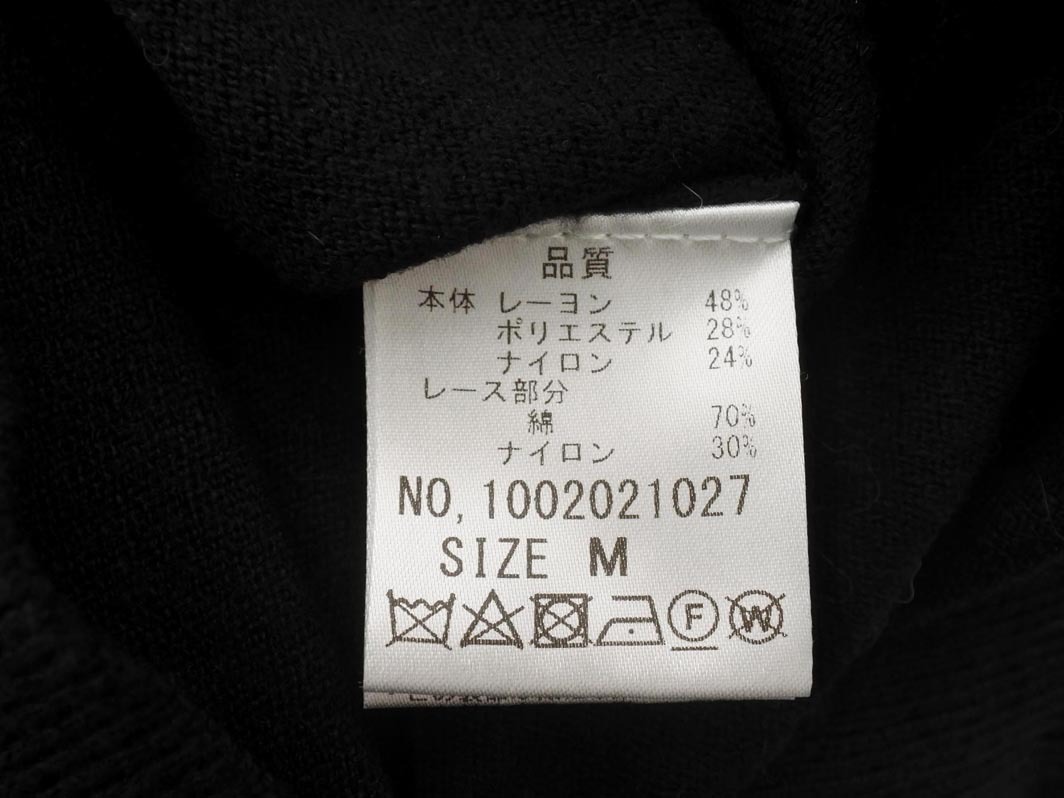 品質
本体 レーヨン 48%
ポリエステル 28%
ナイロン 24%
レース部分
綿 70%
ナイロン 30%
NO,1002021027
SIZE M
F W